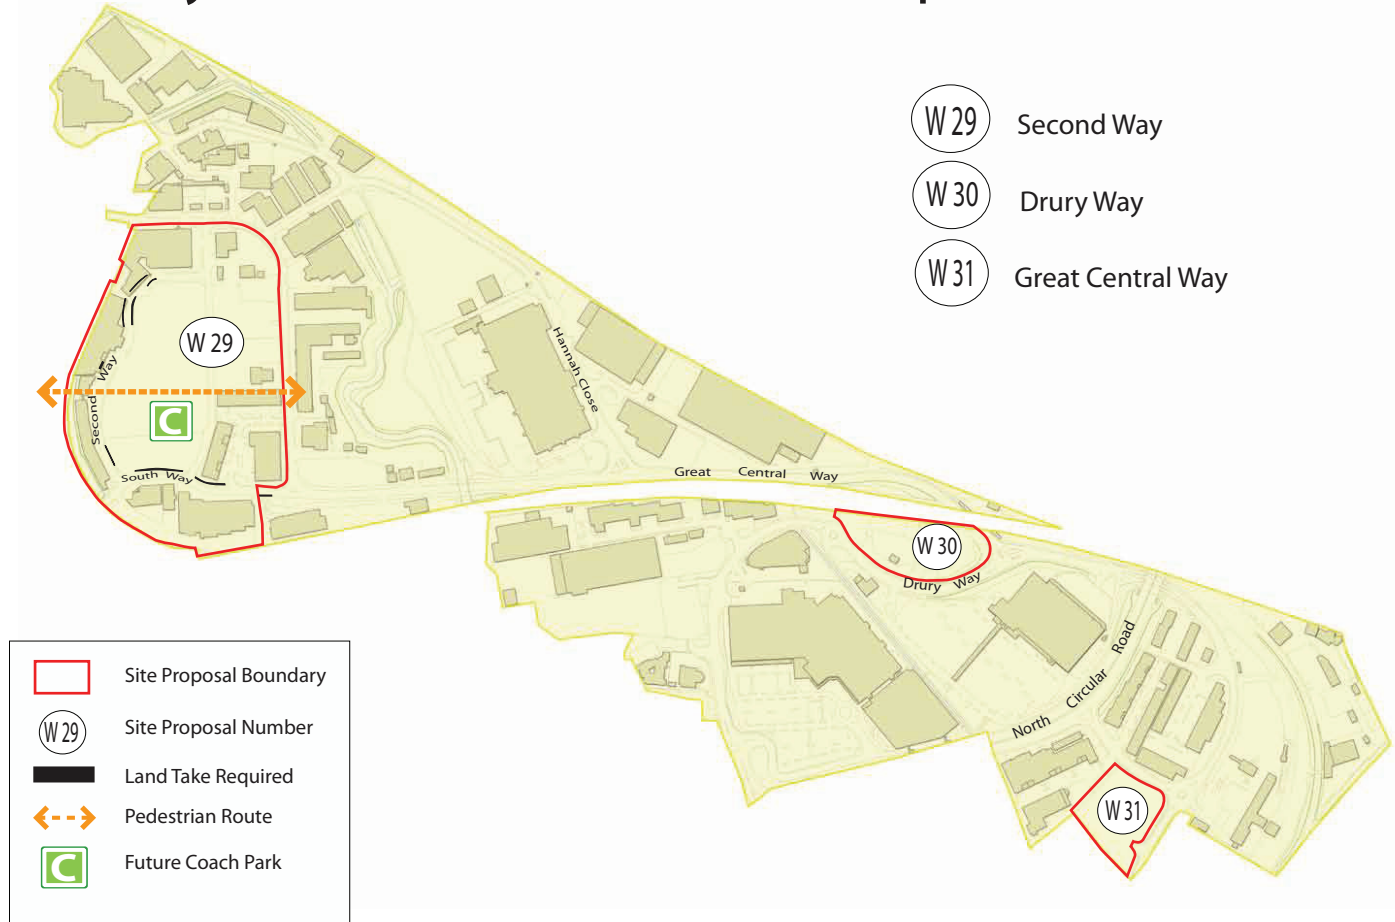 W 29 Second Way
W 30 Drury Way
W 31 Great Central Way
W 29
Second Way
C
South Way
Hannah Close
Great Central Way
W 30
Drury Way
North Circular Road
W 31
Site Proposal Boundary
W 29 Site Proposal Number
Land Take Required
Pedestrian Route
C Future Coach Park